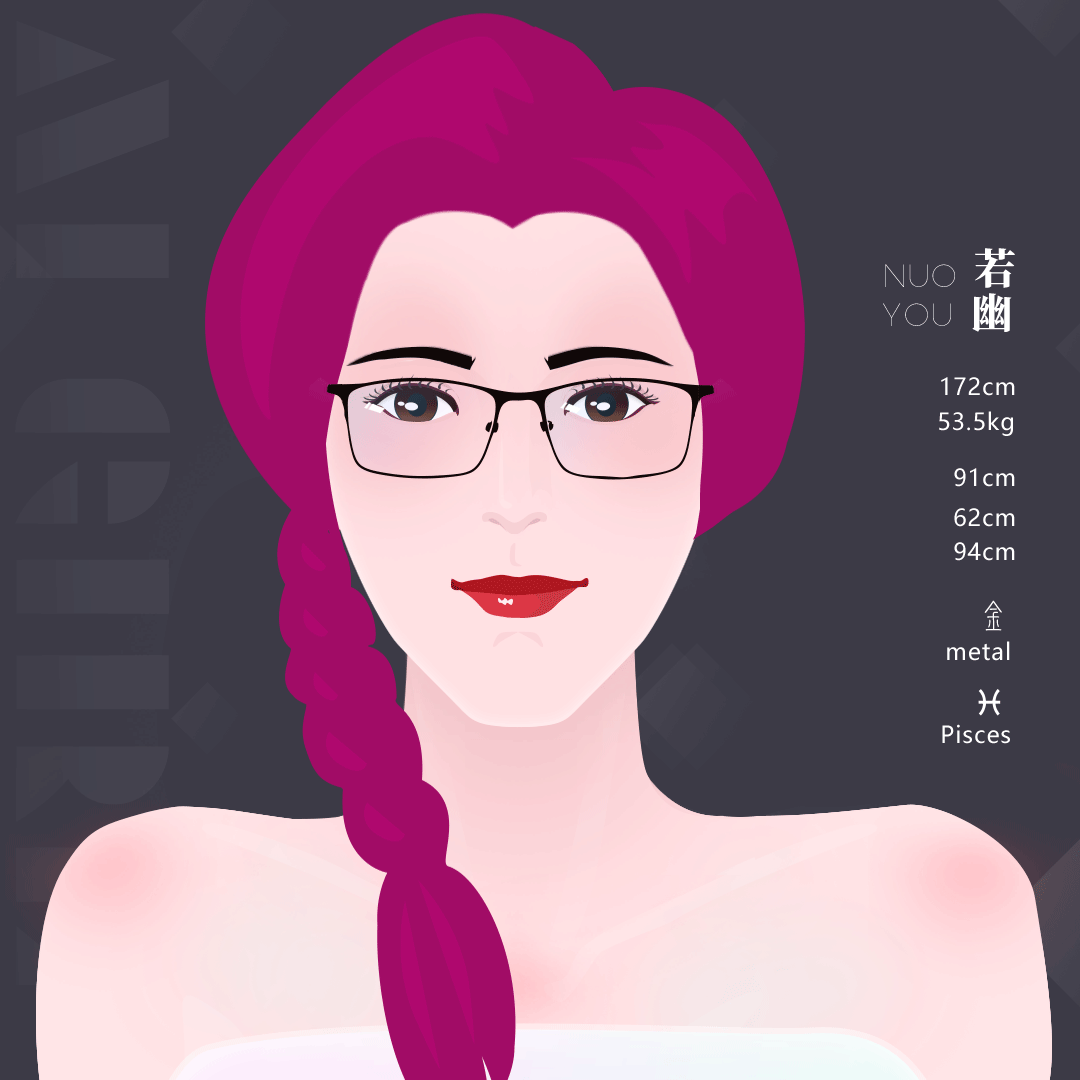 若幽
NUO
YOU
172cm
53.5kg
91cm
62cm
94cm
金
metal
♓
Pisces